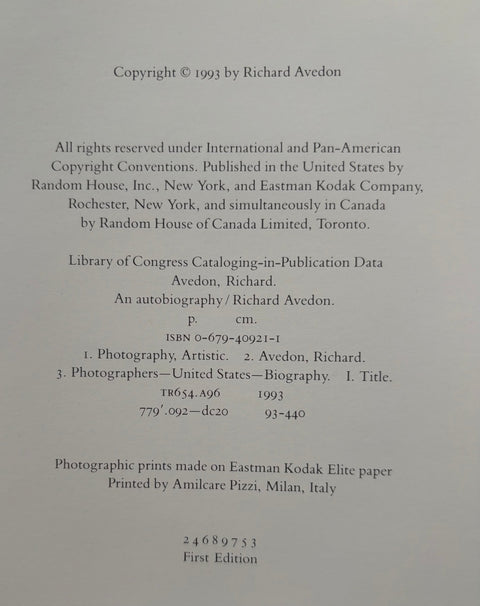 Copyright © 1993 by Richard Avedon
All rights reserved under International and Pan-American
Copyright Conventions. Published in the United States by
Random House, Inc., New York, and Eastman Kodak Company,
Rochester, New York, and simultaneously in Canada
by Random House of Canada Limited, Toronto.
Library of Congress Cataloging-in-Publication Data
Avedon, Richard.
An autobiography / Richard Avedon.
p. cm.
ISBN 0-679-40921-1
1. Photography, Artistic. 2. Avedon, Richard.
3. Photographers—United States—Biography. I. Title.
TR654.A96 1993
779′.092—dc20 93-440
Photographic prints made on Eastman Kodak Elite paper
Printed by Amilcare Pizzi, Milan, Italy
2 4 6 8 9 7 5 3
First Edition